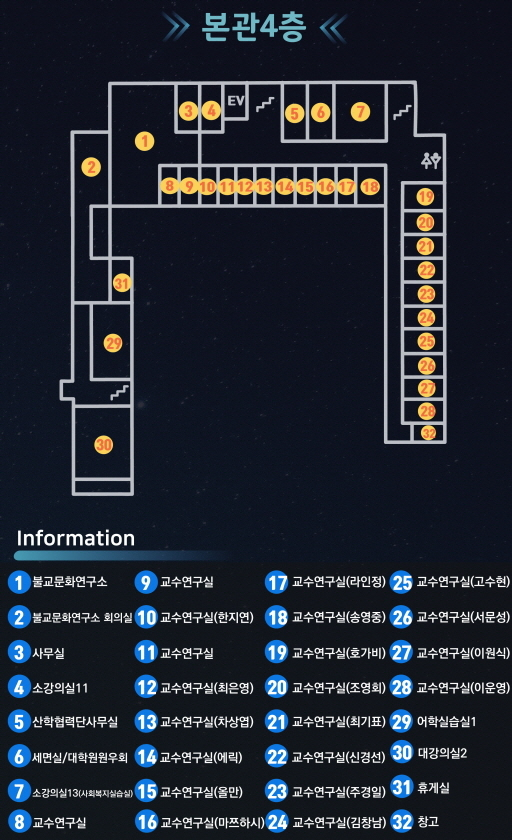 본관4층
EV
3
4
5
6
7
1
2
8
9
10
11
12
13
14
15
16
17
18
19
20
21
22
23
24
25
26
27
28
32
31
29
30
Information
1 불교문화연구소
2 불교문화연구소 회의실
3 사무실
4 소강의실11
5 산학협력단사무실
6 세면실/대학원원우회
7 소강의실13(사회복지실습실)
8 교수연구실
9 교수연구실
10 교수연구실(한지연)
11 교수연구실
12 교수연구실(최은영)
13 교수연구실(차상엽)
14 교수연구실(에릭)
15 교수연구실(올만)
16 교수연구실(마쯔하시)
17 교수연구실(라인정)
18 교수연구실(송영중)
19 교수연구실(호가비)
20 교수연구실(조영회)
21 교수연구실(최기표)
22 교수연구실(신경선)
23 교수연구실(주경일)
24 교수연구실(김창남)
25 교수연구실(고수현)
26 교수연구실(서문성)
27 교수연구실(이원식)
28 교수연구실(이운영)
29 어학실습실1
30 대강의실2
31 휴게실
32 창고